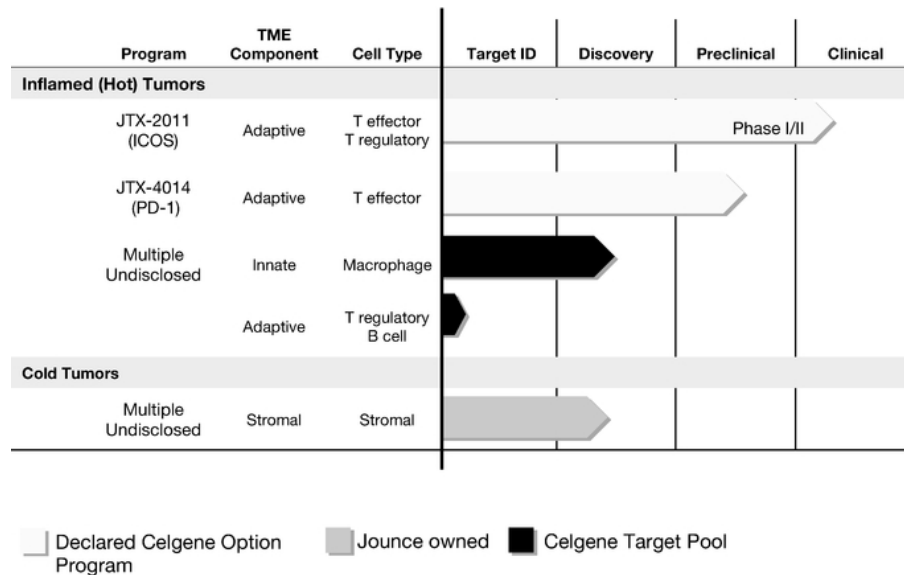 Program
TME
Component
Cell Type
Target ID
Discovery
Preclinical
Clinical
Inflamed (Hot) Tumors
JTX-2011
(ICOS)
Adaptive
T effector
T regulatory
Phase I/II
JTX-4014
(PD-1)
Adaptive
T effector
Multiple
Undisclosed
Innate
Macrophage
Adaptive
T regulatory
B cell
Cold Tumors
Multiple
Undisclosed
Stromal
Stromal
Declared Celgene Option
Program
Jounce owned
Celgene Target Pool